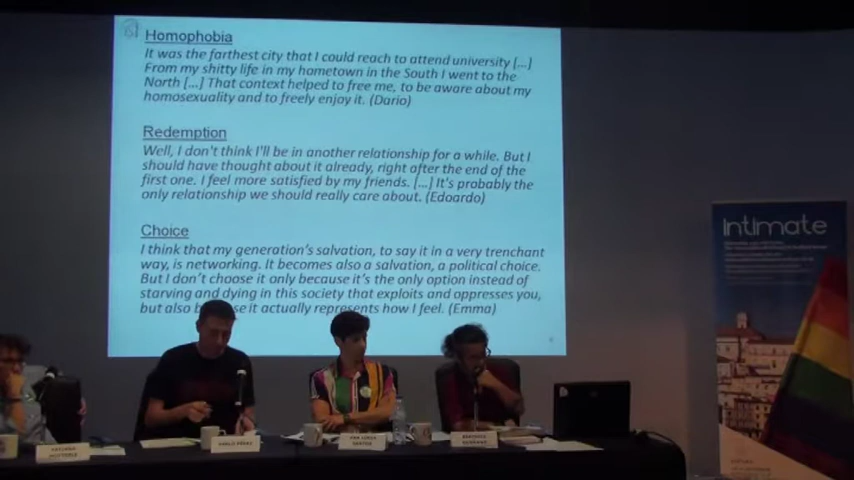 Homophobia
It was the farthest city that I could reach to attend university [...]
From my shitty life in my hometown in the South I went to the
North [...] That context helped to free me, to be aware about my
homosexuality and to freely enjoy it. (Dario)
Redemption
Well, I don't think I'll be in another relationship for a while. But I
should have thought about it already, right after the end of the
first one. I feel more satisfied by my friends. [...] It's probably the
only relationship we should really care about. (Edoardo)
Choice
I think that my generation's salvation, to say it in a very trenchant
way, is networking. It becomes also a salvation, a political choice.
But I don't choose it only because it's the only option instead of
starving and dying in this society that exploits and oppresses you,
but also se it actually represents how I feel. (Emma)
intimate